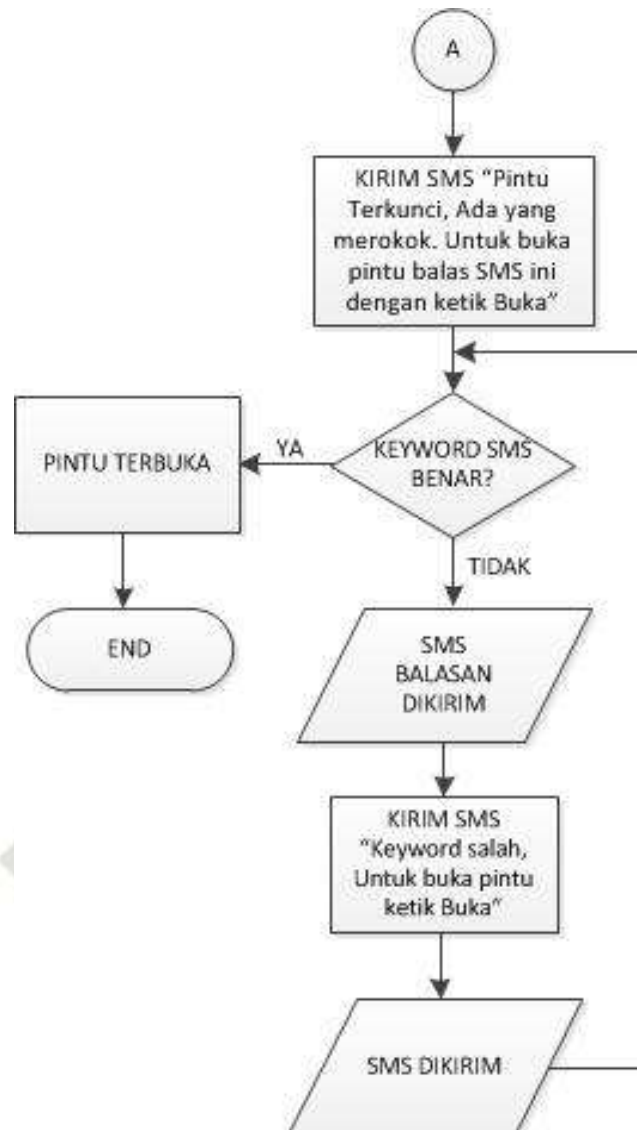 A
KIRIM SMS “Pintu
Terkunci, Ada yang
merokok. Untuk buka
pintu balas SMS ini
dengan ketik Buka”
KEYWORD SMS
BENAR?
YA
PINTU TERBUKA
END
TIDAK
SMS
BALASAN
DIKIRIM
KIRIM SMS
“Keyword salah,
Untuk buka pintu
ketik Buka”
SMS DIKIRIM